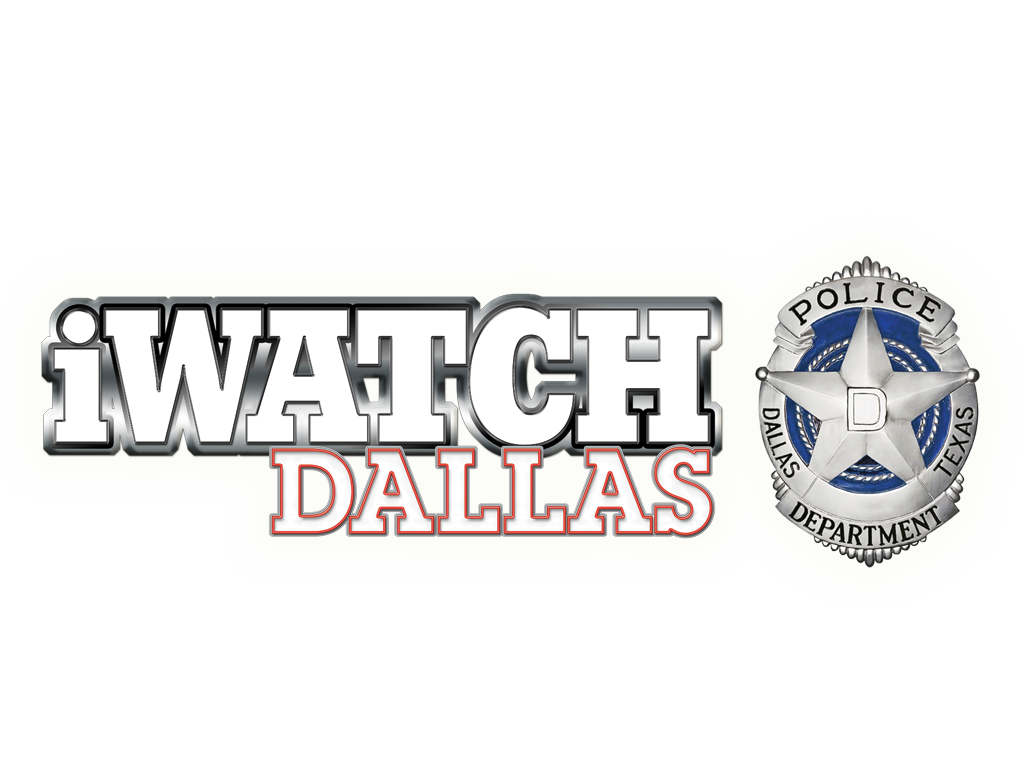 iWATCH
DALLAS
POLICE
D
DALLAS
TEXAS
DEPARTMENT